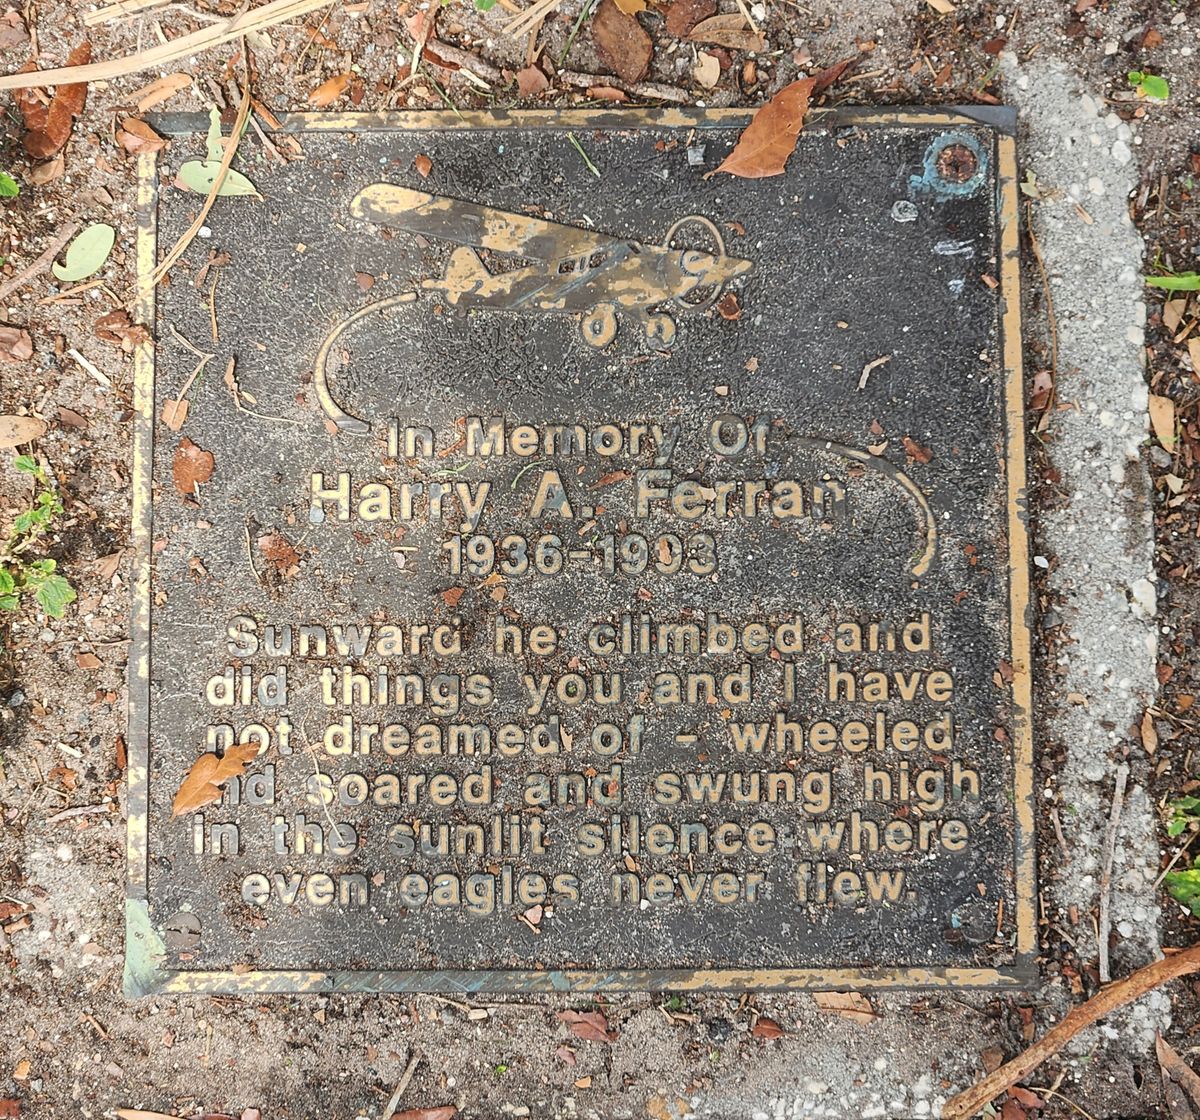 In Memory Of
Harry A. Ferran
1936-1993
Sunward he climbed and
did things you and I have
not dreamed of - wheeled
and soared and swung high
in the sunlit silence where
even eagles never flew.